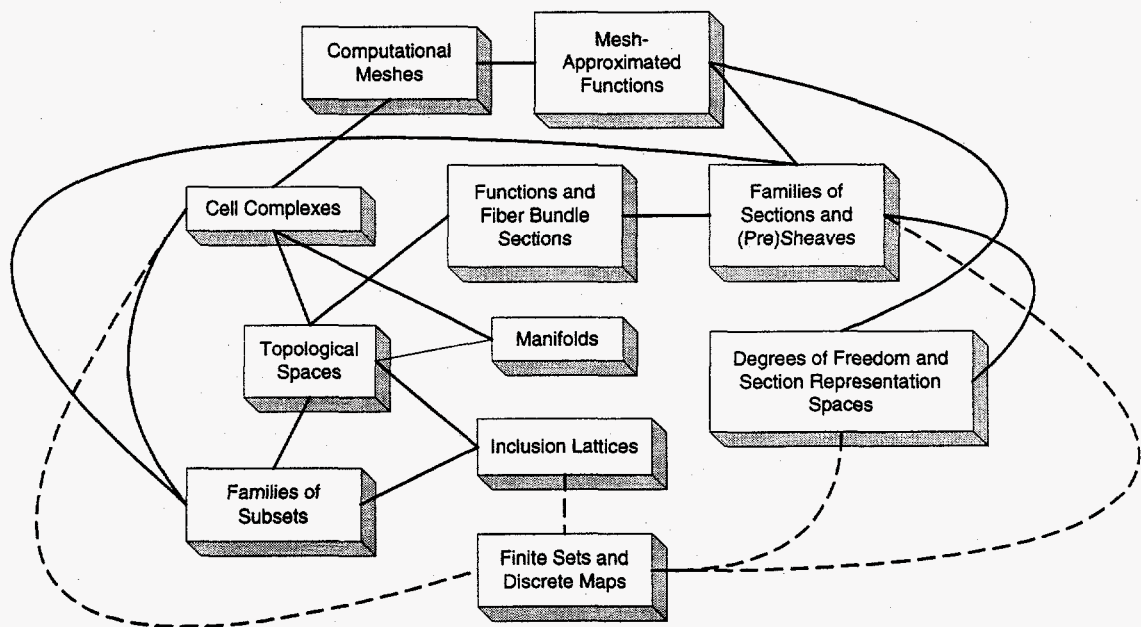 Computational
Meshes
Mesh-
Approximated
Functions
Cell Complexes
Functions and
Fiber Bundle
Sections
Families of
Sections and
(Pre)Sheaves
Topological
Spaces
Manifolds
Degrees of Freedom and
Section Representation
Spaces
Inclusion Lattices
Families of
Subsets
Finite Sets and
Discrete Maps